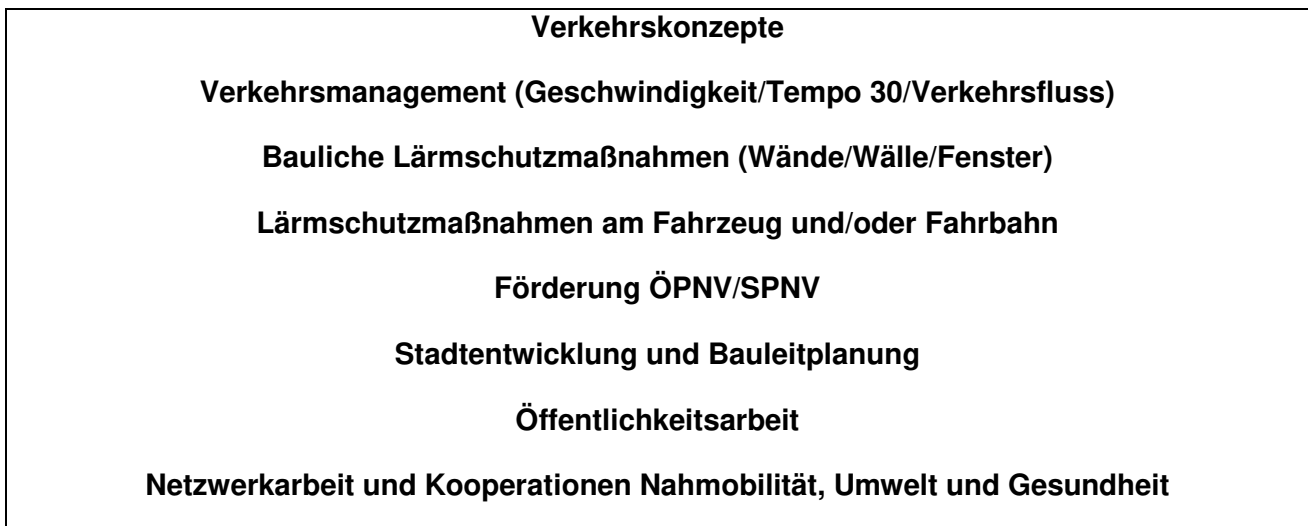 Verkehrskonzepte
Verkehrsmanagement (Geschwindigkeit/Tempo 30/Verkehrsfluss)
Bauliche Lärmschutzmaßnahmen (Wände/Wälle/Fenster)
Lärmschutzmaßnahmen am Fahrzeug und/oder Fahrbahn
Förderung ÖPNV/SPNV
Stadtentwicklung und Bauleitplanung
Öffentlichkeitsarbeit
Netzwerkarbeit und Kooperationen Nahmobilität, Umwelt und Gesundheit